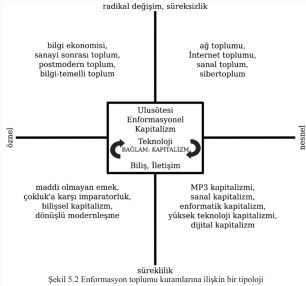 radikal değişim, süreksizlik
bilgi ekonomisi,
sanayi sonrası toplum,
postmodern toplum,
bilgi-temelli toplum
ağ toplumu,
İnternet toplumu,
sanal toplum,
sibertoplum
öznel
Ulusötesi
Enformasyonel
Kapitalizm
Teknoloji
BAĞLAM: KAPİTALİZM
Biliş, İletişim
nesnel
maddi olmayan emek,
çokluk'a karşı imparatorluk,
bilişsel kapitalizm,
dönüşlü modernleşme
MP3 kapitalizmi,
sanal kapitalizm,
enformatik kapitalizm,
yüksek teknoloji kapitalizmi,
dijital kapitalizm
süreklilik
Şekil 5.2 Enformasyon toplumu kuramlarına ilişkin bir tipoloji